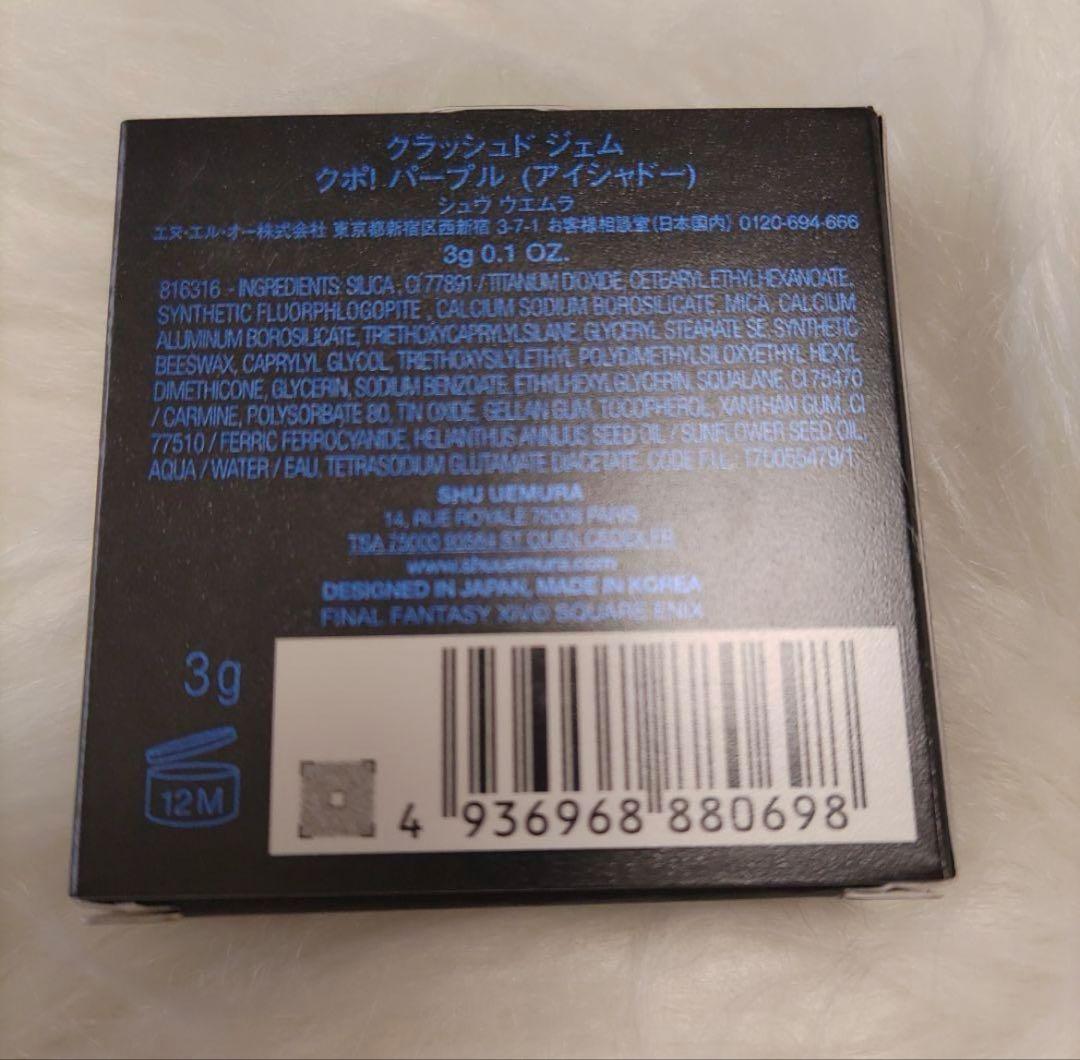 クラッシュド ジェム
クポ! パープル (アイシャドー)
シュウ ウエムラ
エヌ・エル・オー株式会社 東京都新宿区西新宿 3-7-1 お客様相談室(日本国内) 0120-694-666
3g 0.1 OZ.
816316 - INGREDIENTS: SILICA, CI 77891 / TITANIUM DIOXIDE, CETEARYL ETHYLHEXANOATE,
SYNTHETIC FLUORPHLOGOPITE, CALCIUM SODIUM BOROSILICATE, MICA, CALCIUM
ALUMINUM BOROSILICATE, TRIETHOXYCAPRYLYLSILANE, GLYCERYL STEARATE SE, SYNTHETIC
BEESWAX, CAPRYLYL GLYCOL, TRIETHOXYSILYLETHYL POLYDIMETHYLSILOXYETHYL HEXYL
DIMETHICONE, GLYCERIN, SODIUM BENZOATE, ETHYLHEXYLGLYCERIN, SQUALANE, CI 75470
/ CARMINE, POLYSORBATE 80, TIN OXIDE, GELLAN GUM, TOCOPHEROL, XANTHAN GUM, CI
77510 / FERRIC FERROCYANIDE, HELIANTHUS ANNUUS SEED OIL / SUNFLOWER SEED OIL,
AQUA / WATER / EAU, TETRASODIUM GLUTAMATE DIACETATE. CODE F.I.L.
SHU UEMURA
14, RUE ROYALE 75008 PARIS
TSA 75000 ST OUEN CEDEX FR
www.shuuemura.com
DESIGNED IN JAPAN, MADE IN KOREA
FINAL FANTASY XIV© SQUARE ENIX
3g
12M
4 936968 880698